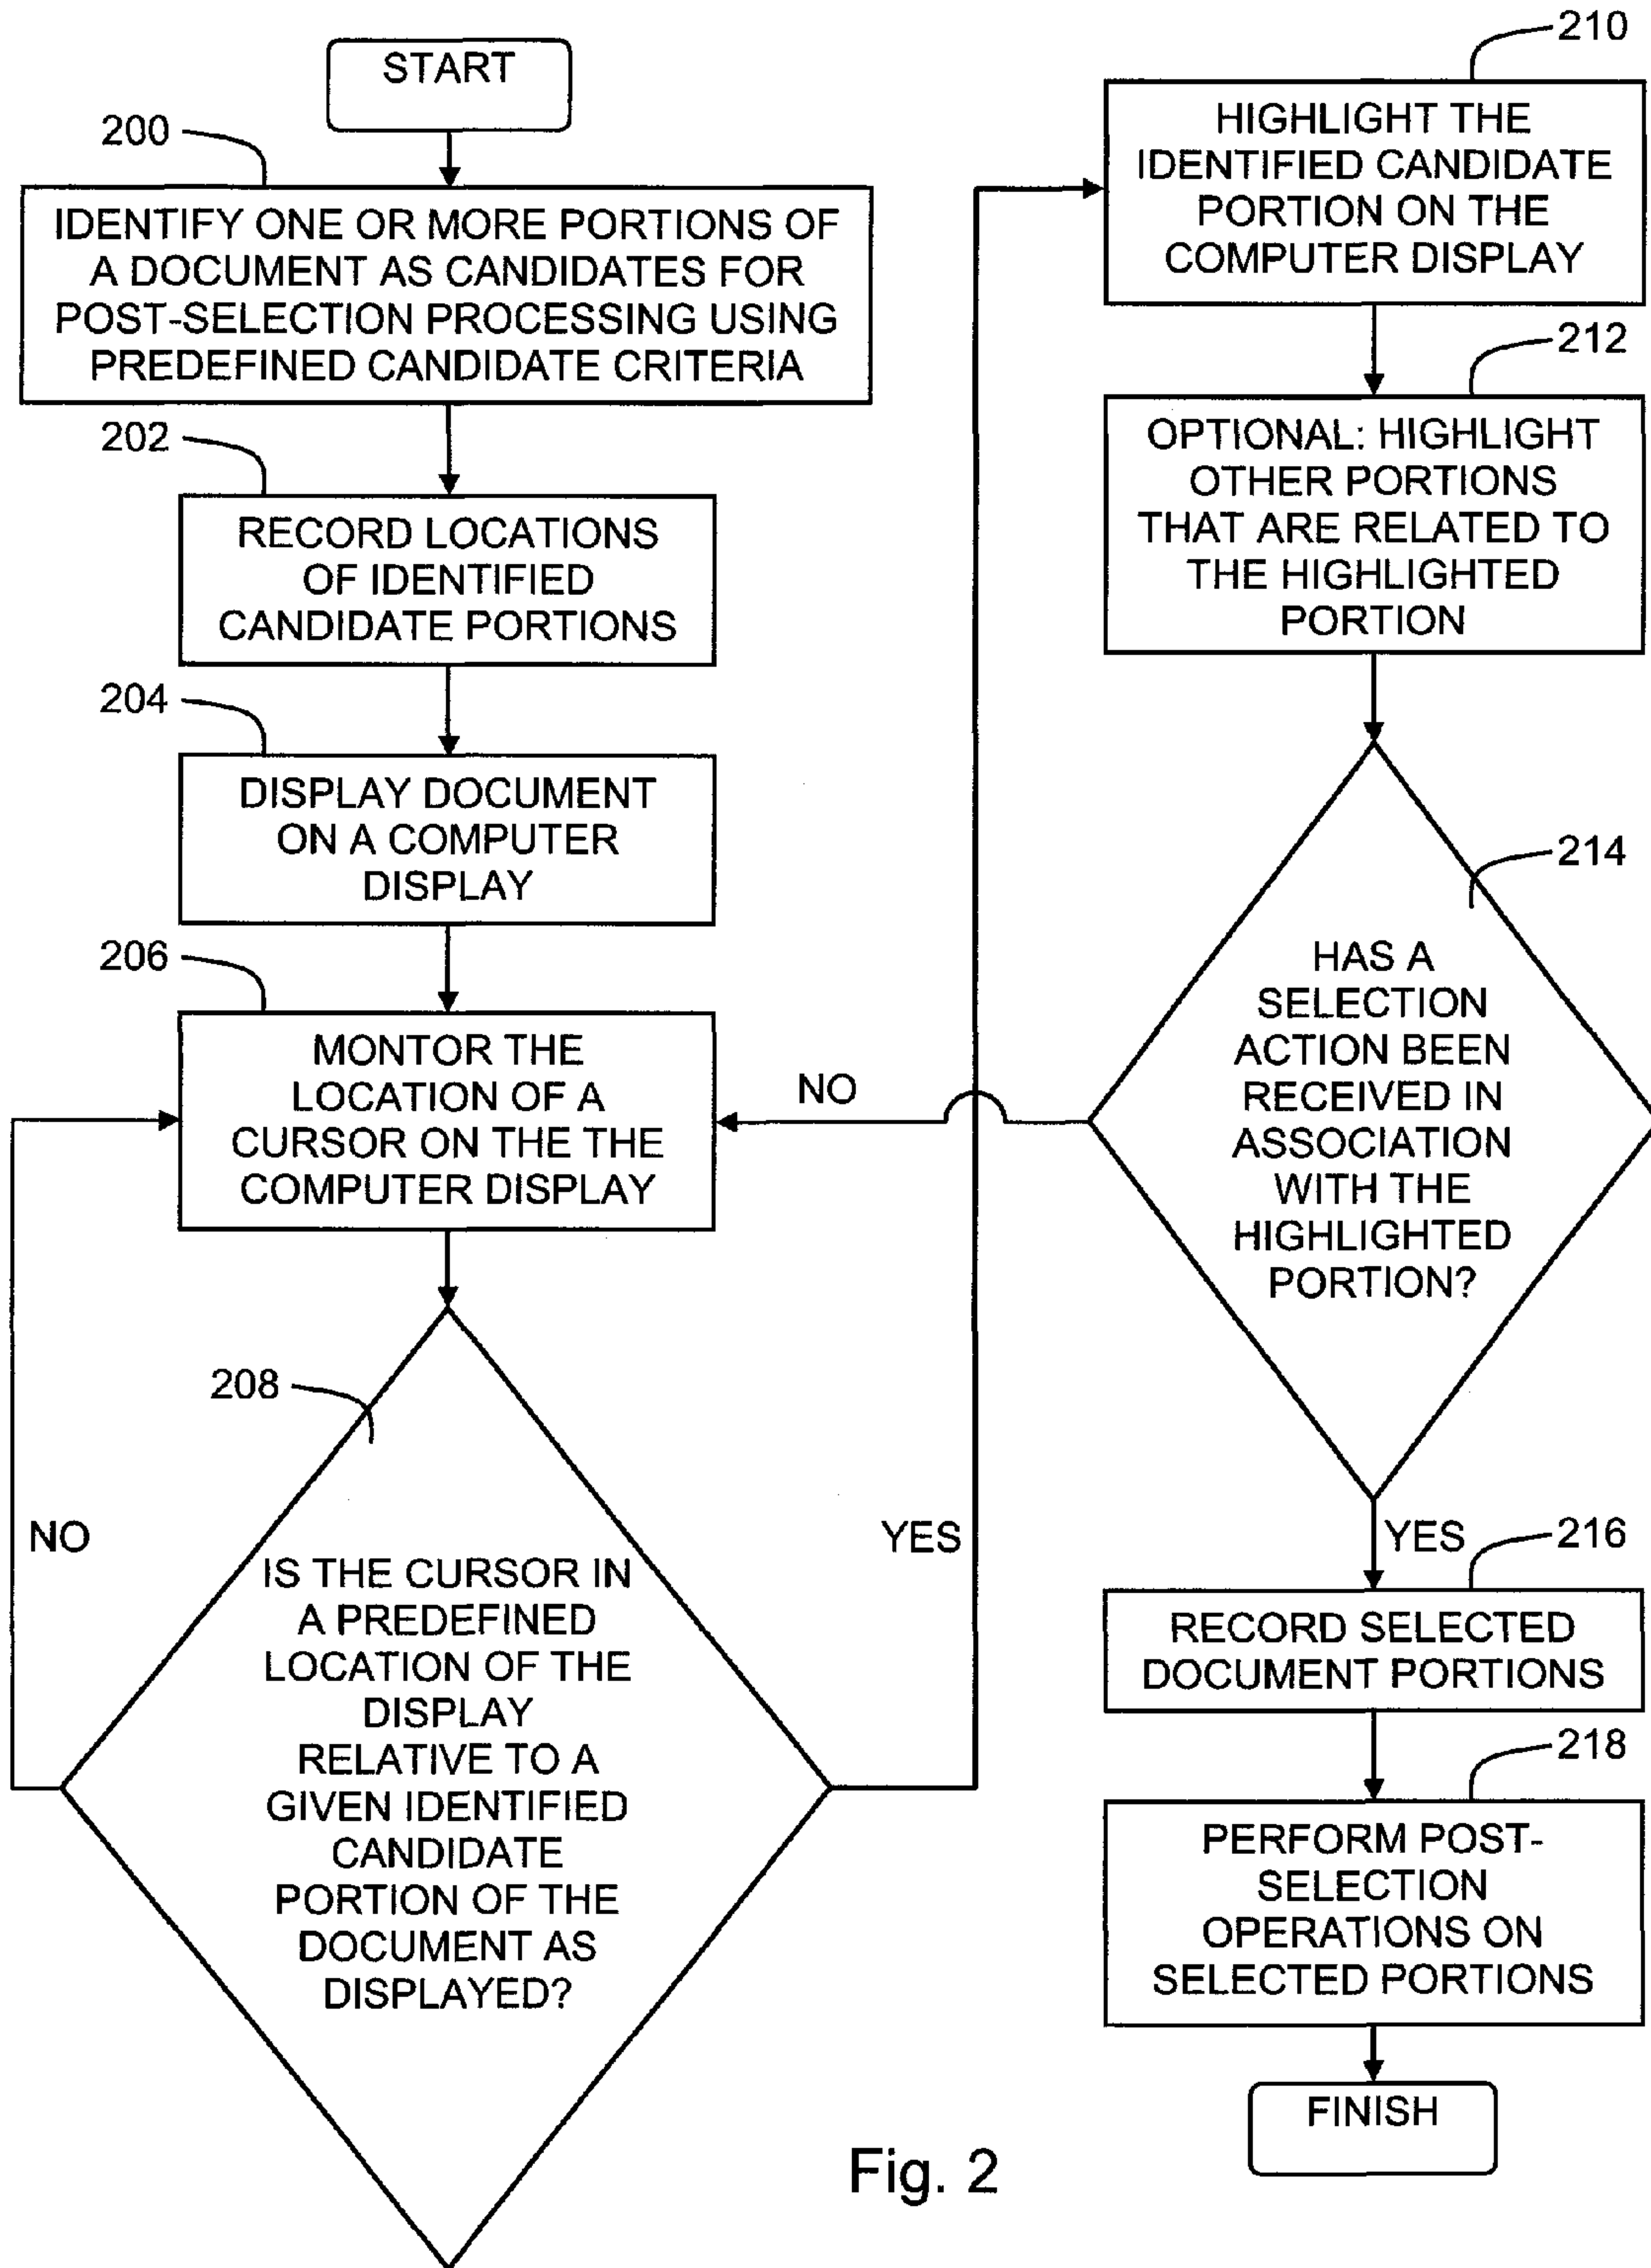 START
200
IDENTIFY ONE OR MORE PORTIONS OF
A DOCUMENT AS CANDIDATES FOR
POST-SELECTION PROCESSING USING
PREDEFINED CANDIDATE CRITERIA
202
RECORD LOCATIONS
OF IDENTIFIED
CANDIDATE PORTIONS
204
DISPLAY DOCUMENT
ON A COMPUTER
DISPLAY
206
MONTOR THE
LOCATION OF A
CURSOR ON THE THE
COMPUTER DISPLAY
208
IS THE CURSOR IN
A PREDEFINED
LOCATION OF THE
DISPLAY
RELATIVE TO A
GIVEN IDENTIFIED
CANDIDATE
PORTION OF THE
DOCUMENT AS
DISPLAYED?
NO
YES
210
HIGHLIGHT THE
IDENTIFIED CANDIDATE
PORTION ON THE
COMPUTER DISPLAY
212
OPTIONAL: HIGHLIGHT
OTHER PORTIONS
THAT ARE RELATED TO
THE HIGHLIGHTED
PORTION
214
HAS A
SELECTION
ACTION BEEN
RECEIVED IN
ASSOCIATION
WITH THE
HIGHLIGHTED
PORTION?
NO
YES
216
RECORD SELECTED
DOCUMENT PORTIONS
218
PERFORM POST-
SELECTION
OPERATIONS ON
SELECTED PORTIONS
FINISH
Fig. 2